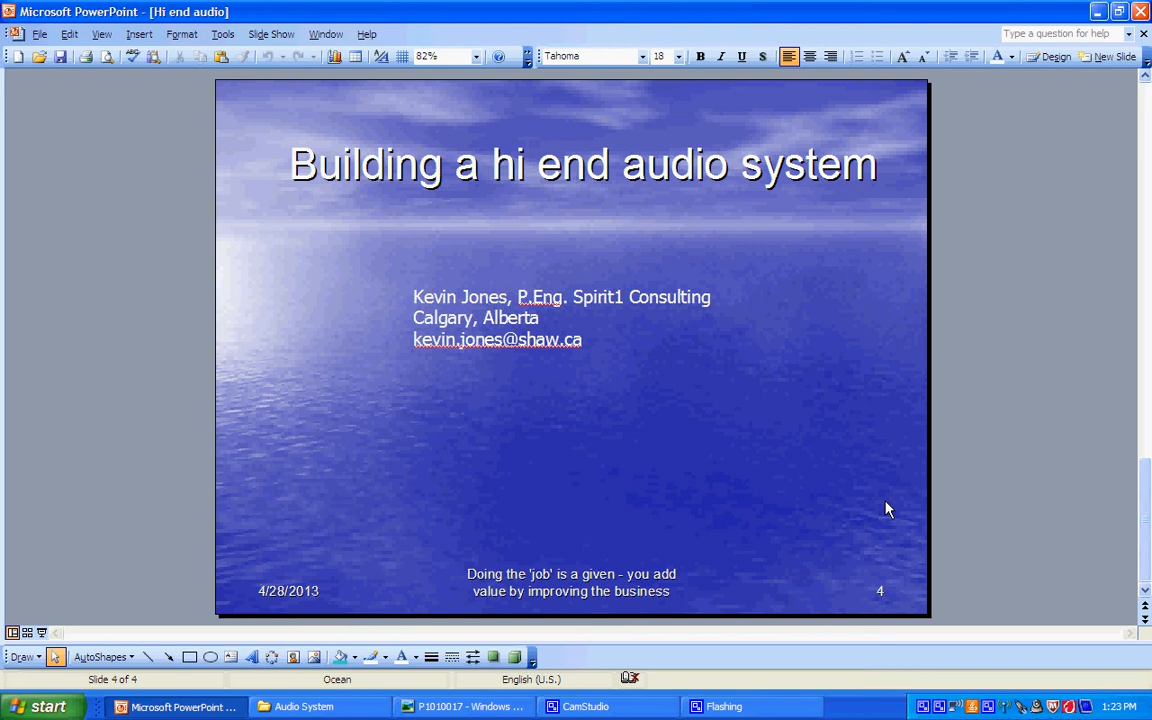 Microsoft PowerPoint - [Hi end audio]
File Edit View Insert Format Tools Slide Show Window Help
Type a question for help
82% Tahoma 18 B I U S Design New Slide
Building a hi end audio system
Kevin Jones, P.Eng. Spirit1 Consulting
Calgary, Alberta
kevin.jones@shaw.ca
Doing the 'job' is a given - you add
value by improving the business
4/28/2013
4
Draw AutoShapes
Slide 4 of 4 Ocean English (U.S.)
start Microsoft PowerPoint ... Audio System P1010017 - Windows ... CamStudio Flashing 1:23 PM